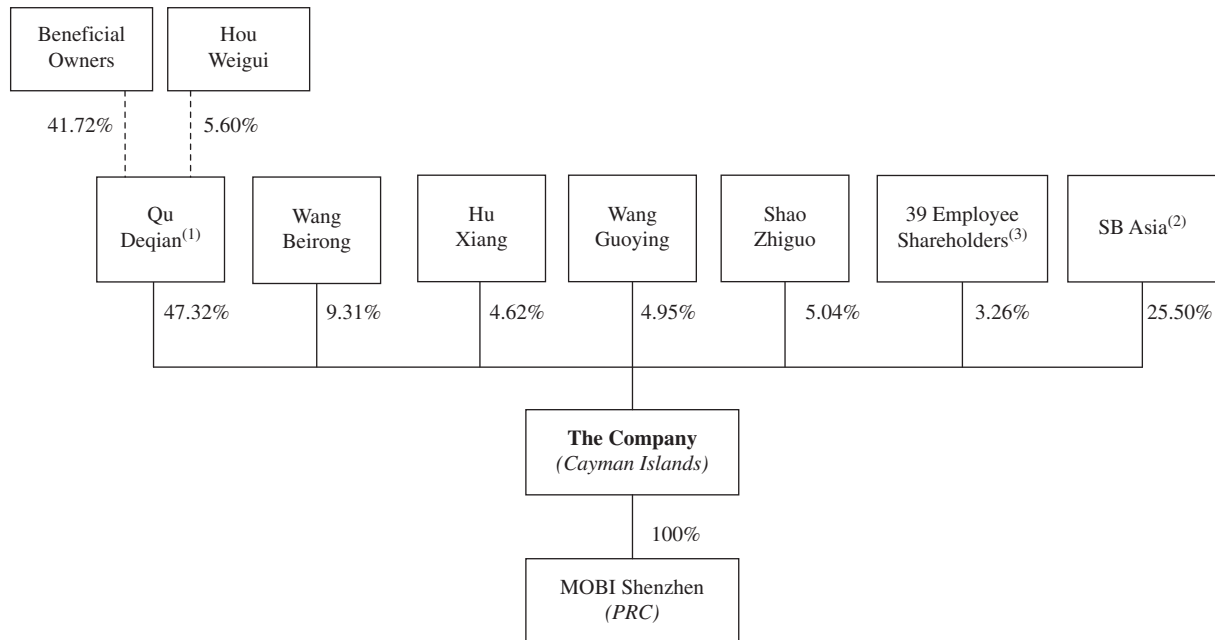 Beneficial
Owners
Hou
Weigui
41.72%
5.60%
Qu
Deqian(1)
Wang
Beirong
Hu
Xiang
Wang
Guoying
Shao
Zhiguo
39 Employee
Shareholders(3)
SB Asia(2)
47.32%
9.31%
4.62%
4.95%
5.04%
3.26%
25.50%
The Company
(Cayman Islands)
100%
MOBI Shenzhen
(PRC)